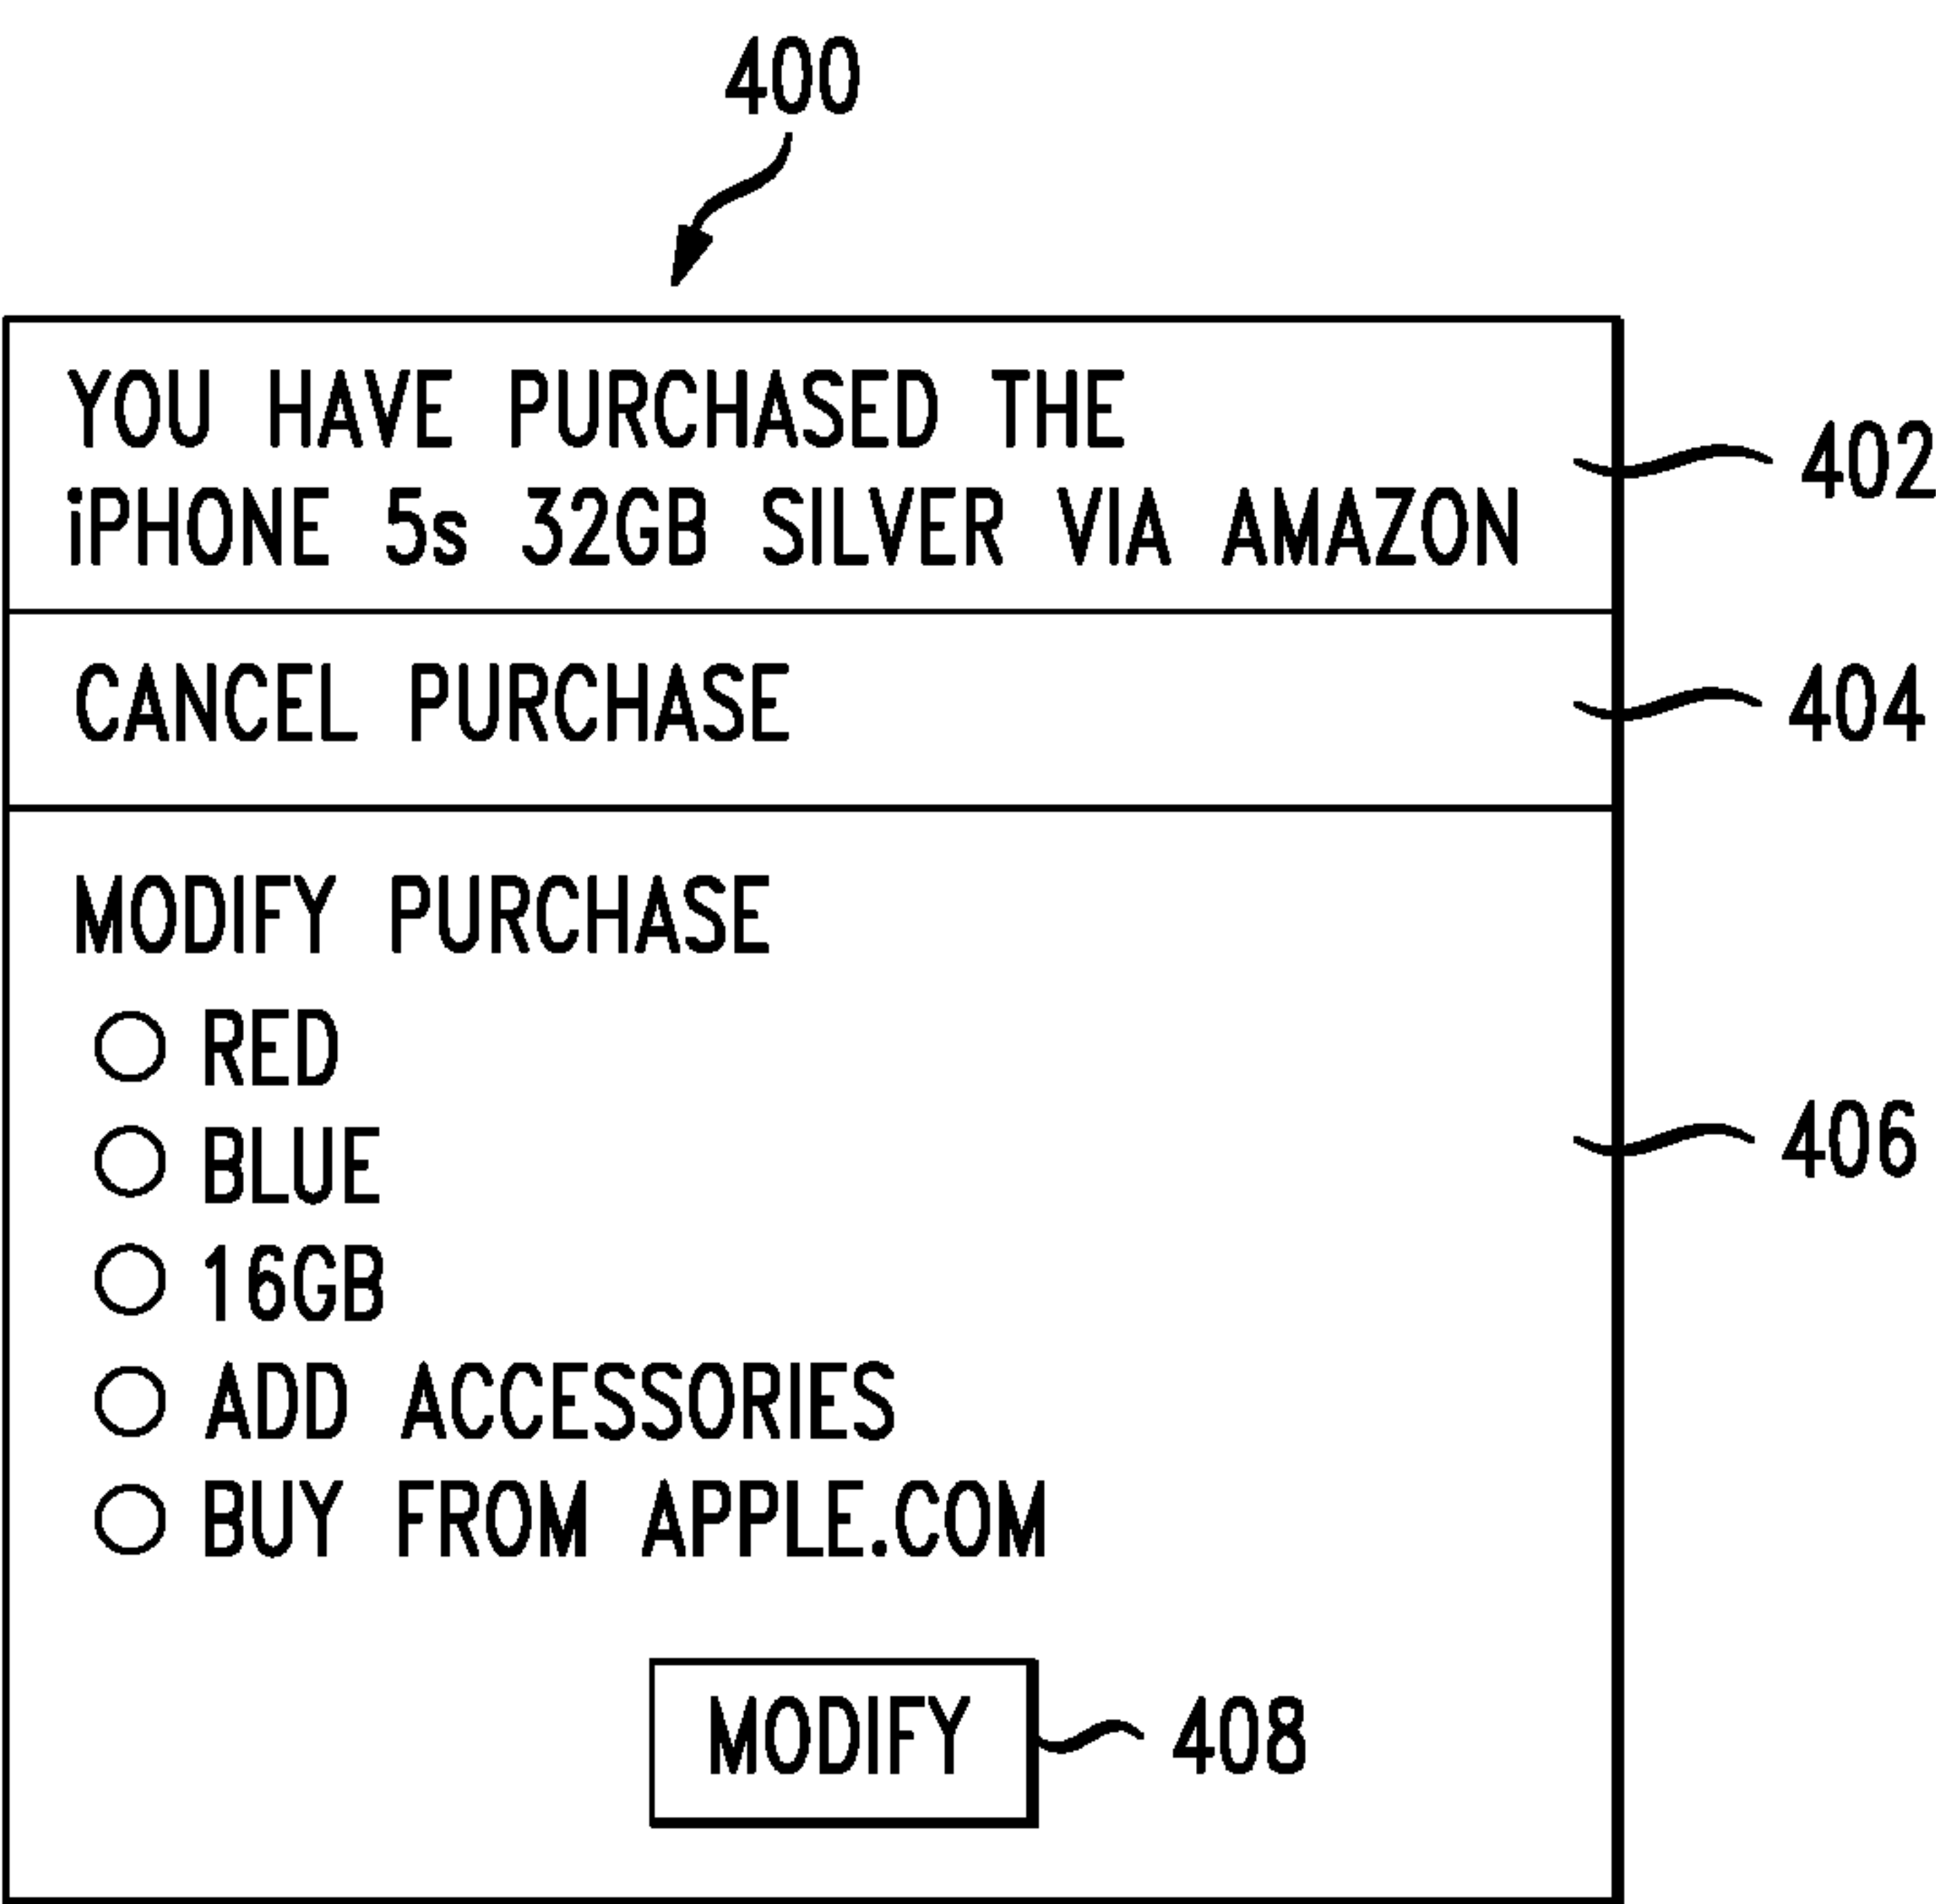 400
YOU HAVE PURCHASED THE
iPHONE 5s 32GB SILVER VIA AMAZON
402
CANCEL PURCHASE
404
MODIFY PURCHASE
RED
BLUE
406
16GB
ADD ACCESSORIES
BUY FROM APPLE.COM
MODIFY
408